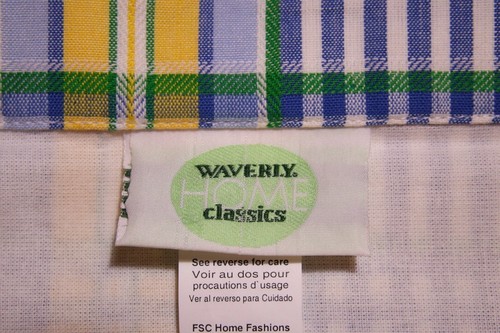 WAVERLY®
HOME
classics
See reverse for care
Voir au dos pour
precautions d'usage
Ver al reverso para Cuidado
FSC Home Fashions